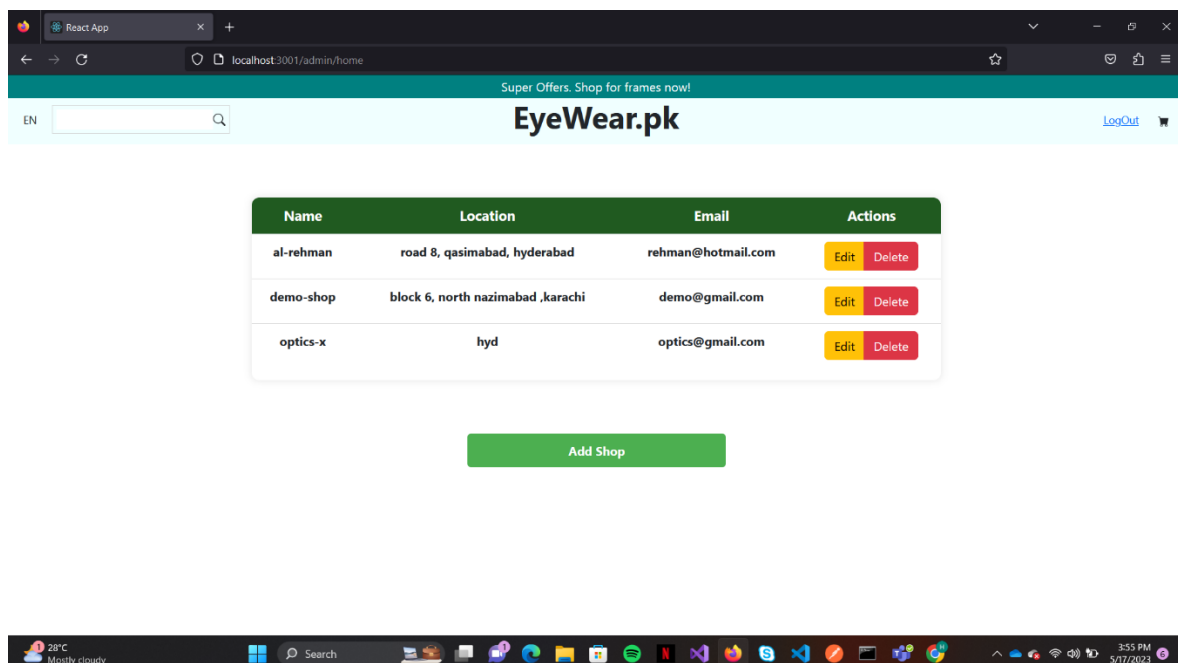 React App
localhost:3001/admin/home
Super Offers. Shop for frames now!
EN
EyeWear.pk
LogOut
Name Location Email Actions
al-rehman road 8, qasimabad, hyderabad rehman@hotmail.com Edit Delete
demo-shop block 6, north nazimabad ,karachi demo@gmail.com Edit Delete
optics-x hyd optics@gmail.com Edit Delete
Add Shop
1 28°C
Mostly cloudy
Search
3:55 PM
5/17/2023
6